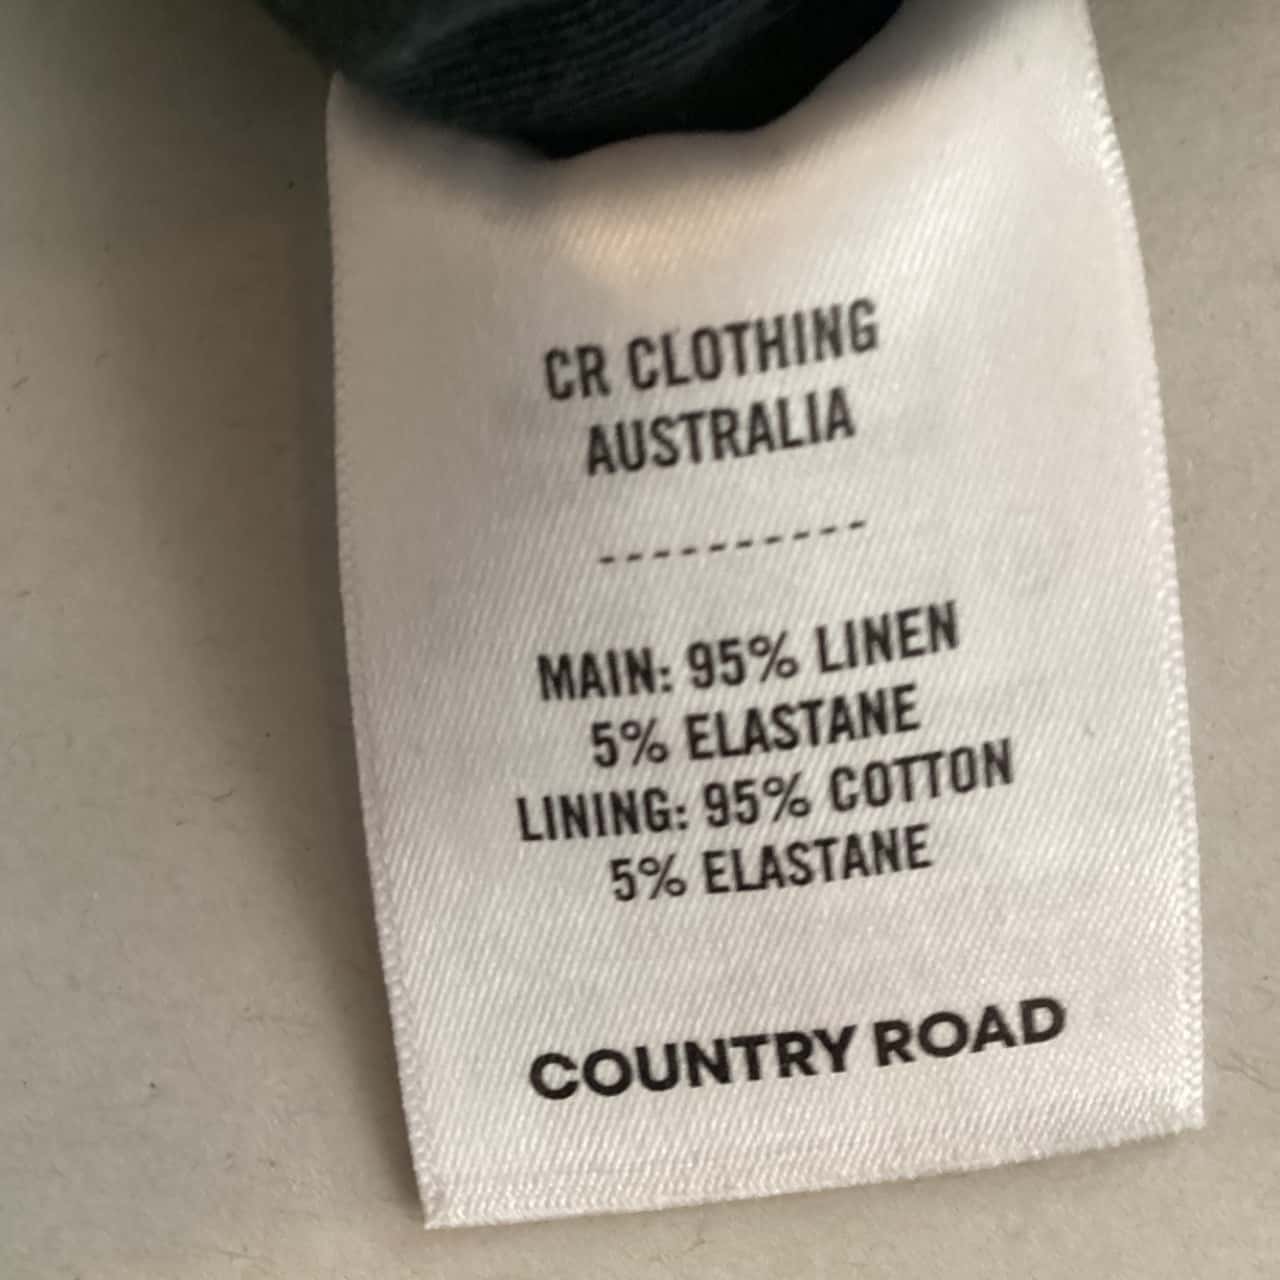 CR CLOTHING
AUSTRALIA
----------
MAIN: 95% LINEN
5% ELASTANE
LINING: 95% COTTON
5% ELASTANE
COUNTRY ROAD